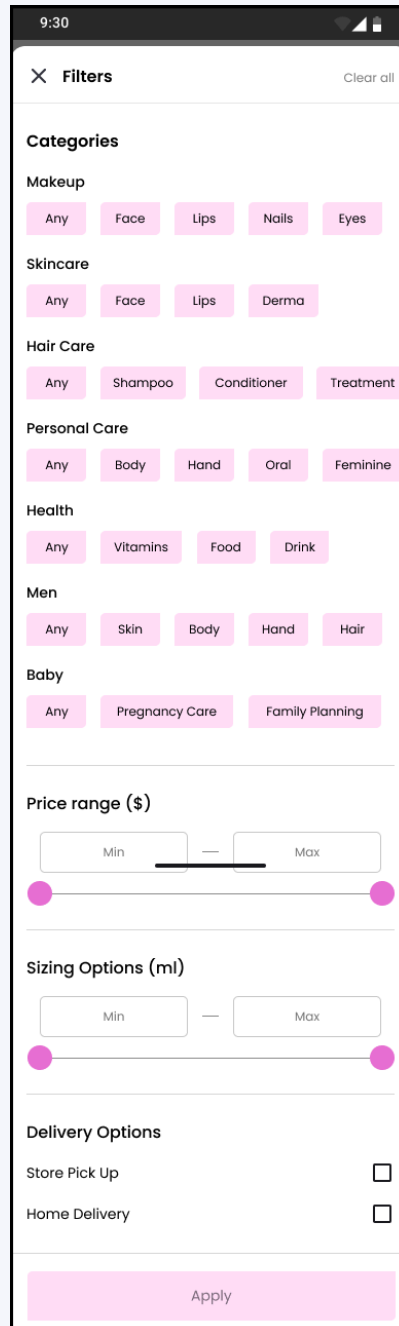 9:30
Filters Clear all
Categories
Makeup
Any Face Lips Nails Eyes
Skincare
Any Face Lips Derma
Hair Care
Any Shampoo Conditioner Treatment
Personal Care
Any Body Hand Oral Feminine
Health
Any Vitamins Food Drink
Men
Any Skin Body Hand Hair
Baby
Any Pregnancy Care Family Planning
Price range ($)
Min — Max
Sizing Options (ml)
Min — Max
Delivery Options
Store Pick Up
Home Delivery
Apply